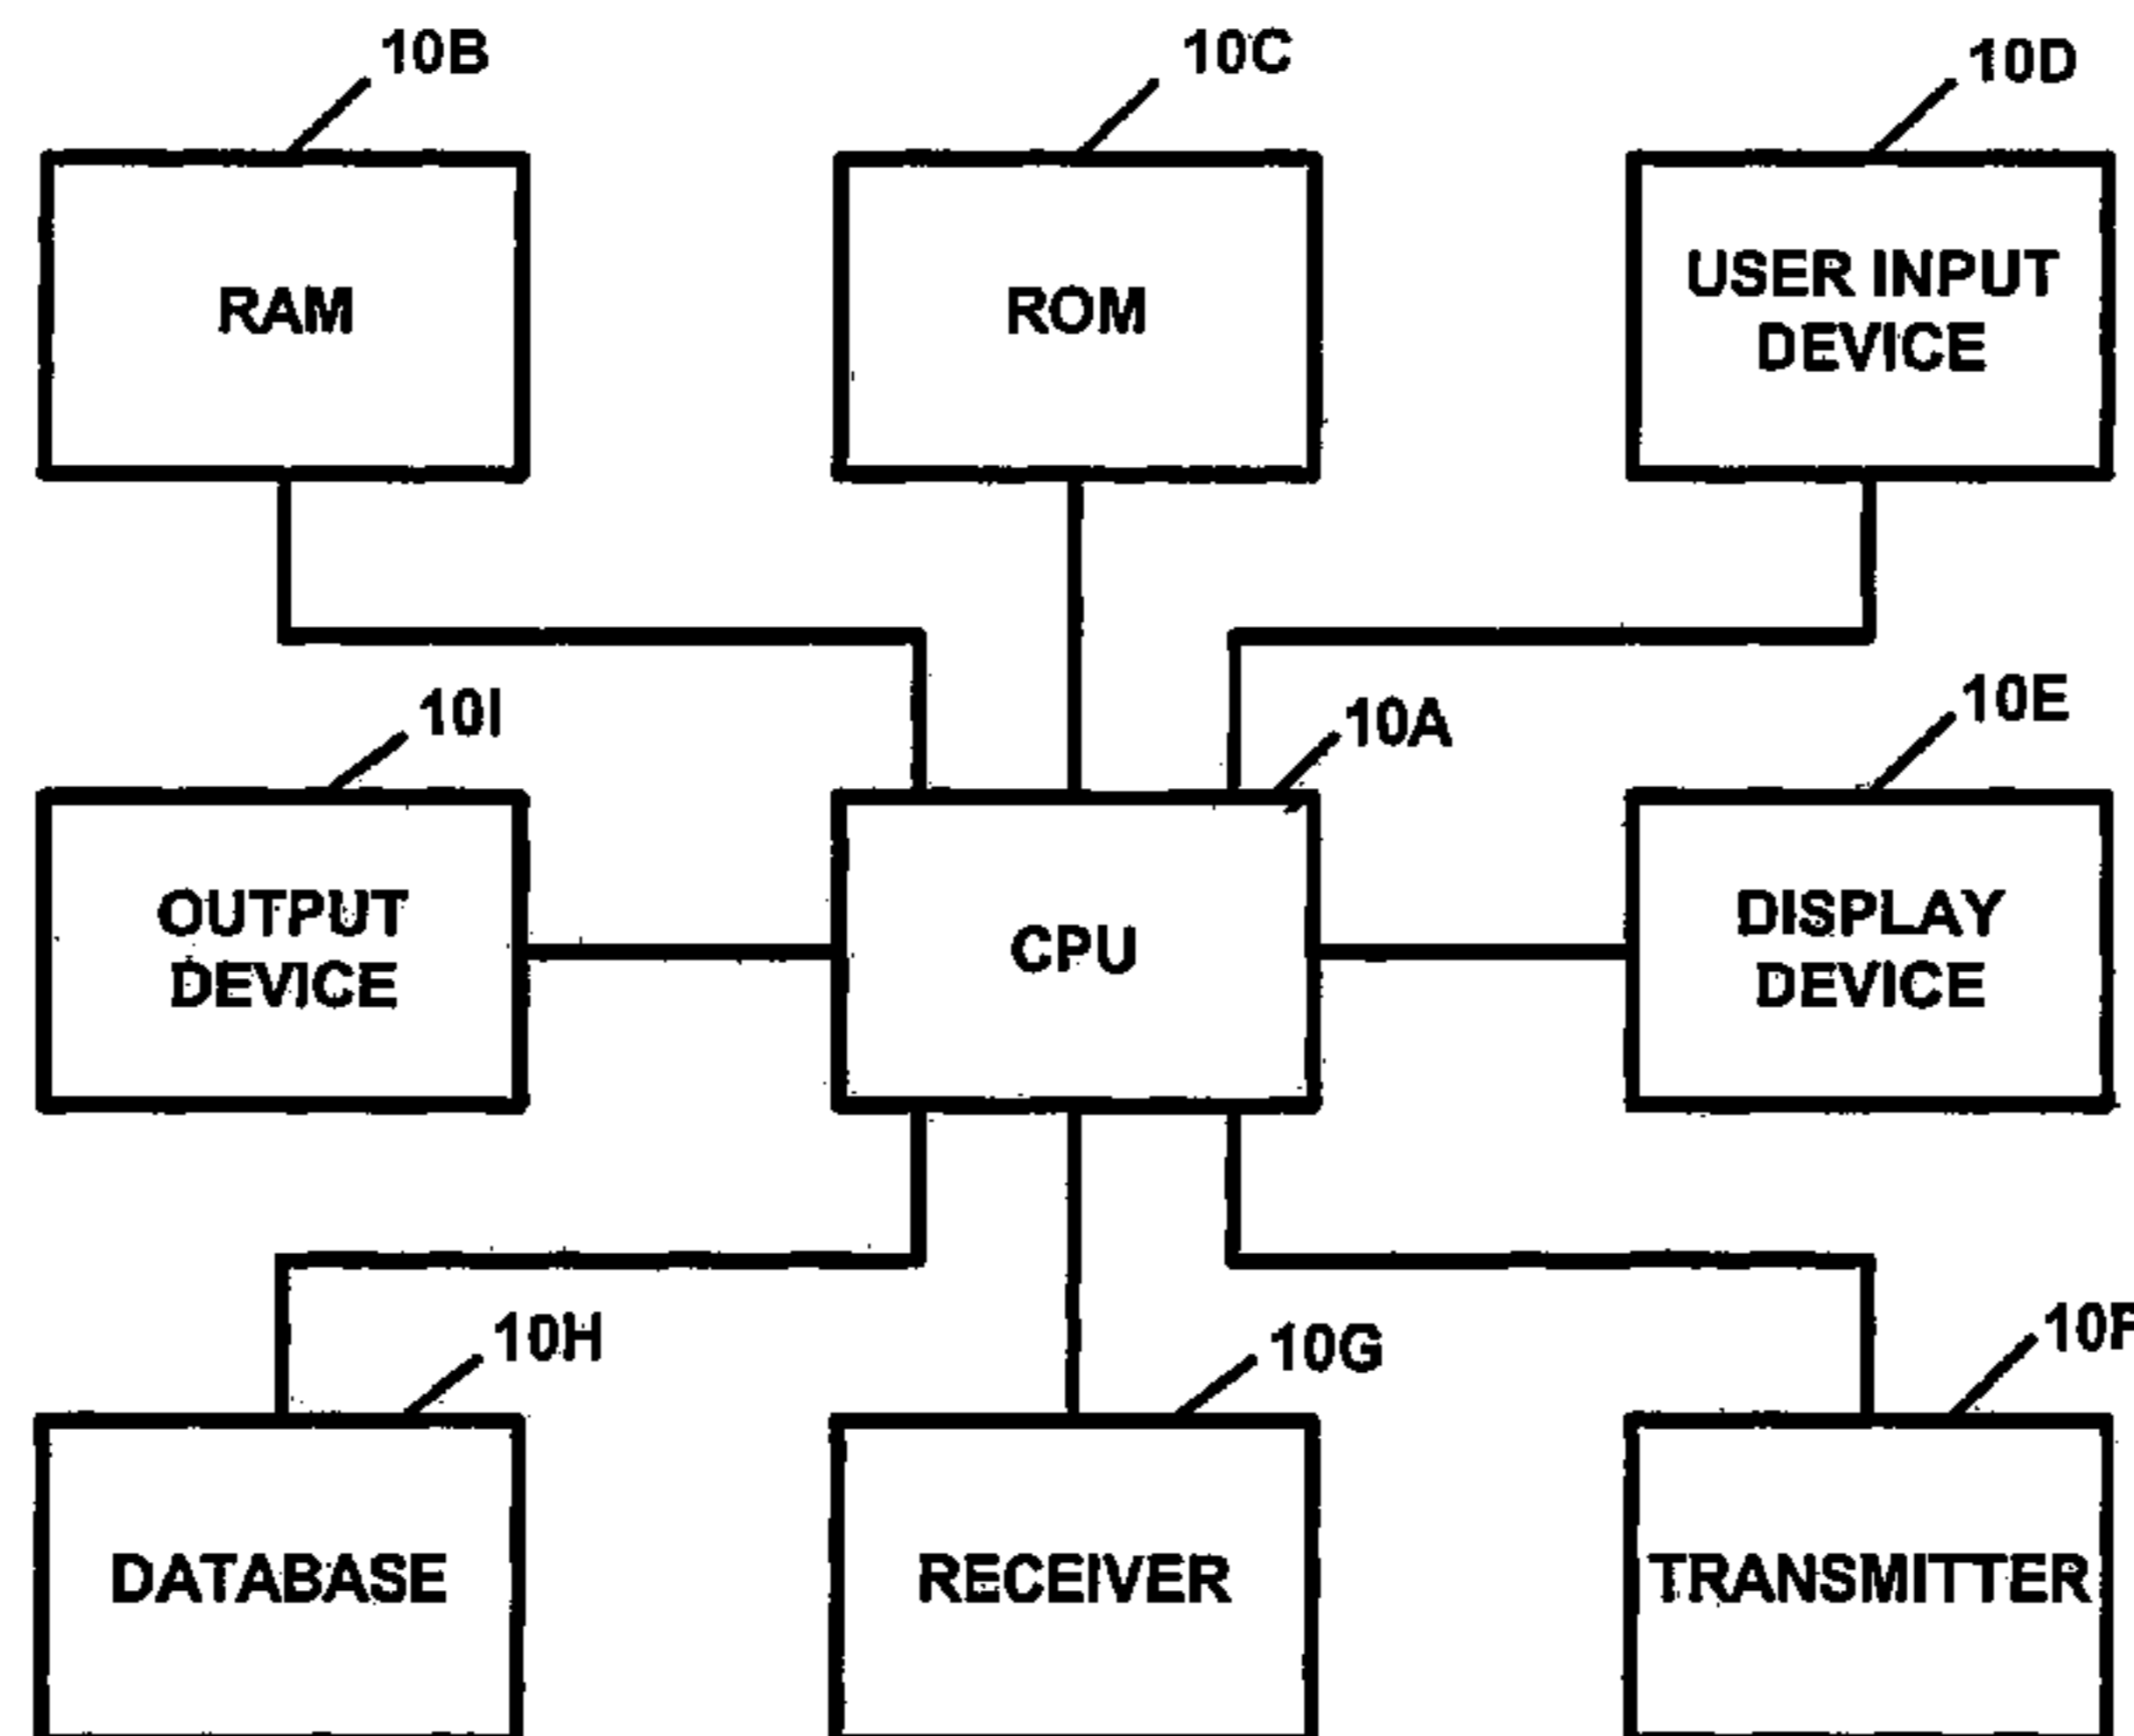 10B
10C
10D
RAM
ROM
USER INPUT
DEVICE
10I
10A
10E
OUTPUT
DEVICE
CPU
DISPLAY
DEVICE
10H
10G
10F
DATABASE
RECEIVER
TRANSMITTER